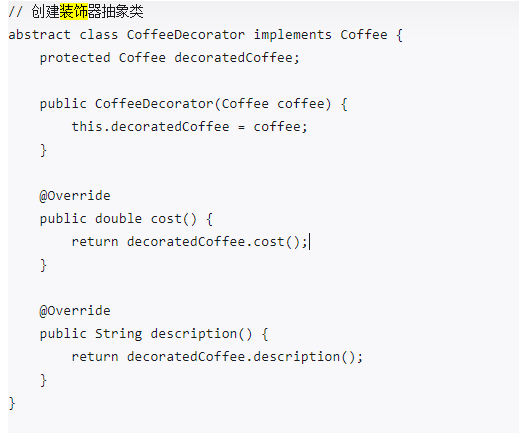 // 创建装饰器抽象类
abstract class CoffeeDecorator implements Coffee {
    protected Coffee decoratedCoffee;

    public CoffeeDecorator(Coffee coffee) {
        this.decoratedCoffee = coffee;
    }

    @Override
    public double cost() {
        return decoratedCoffee.cost();
    }

    @Override
    public String description() {
        return decoratedCoffee.description();
    }
}